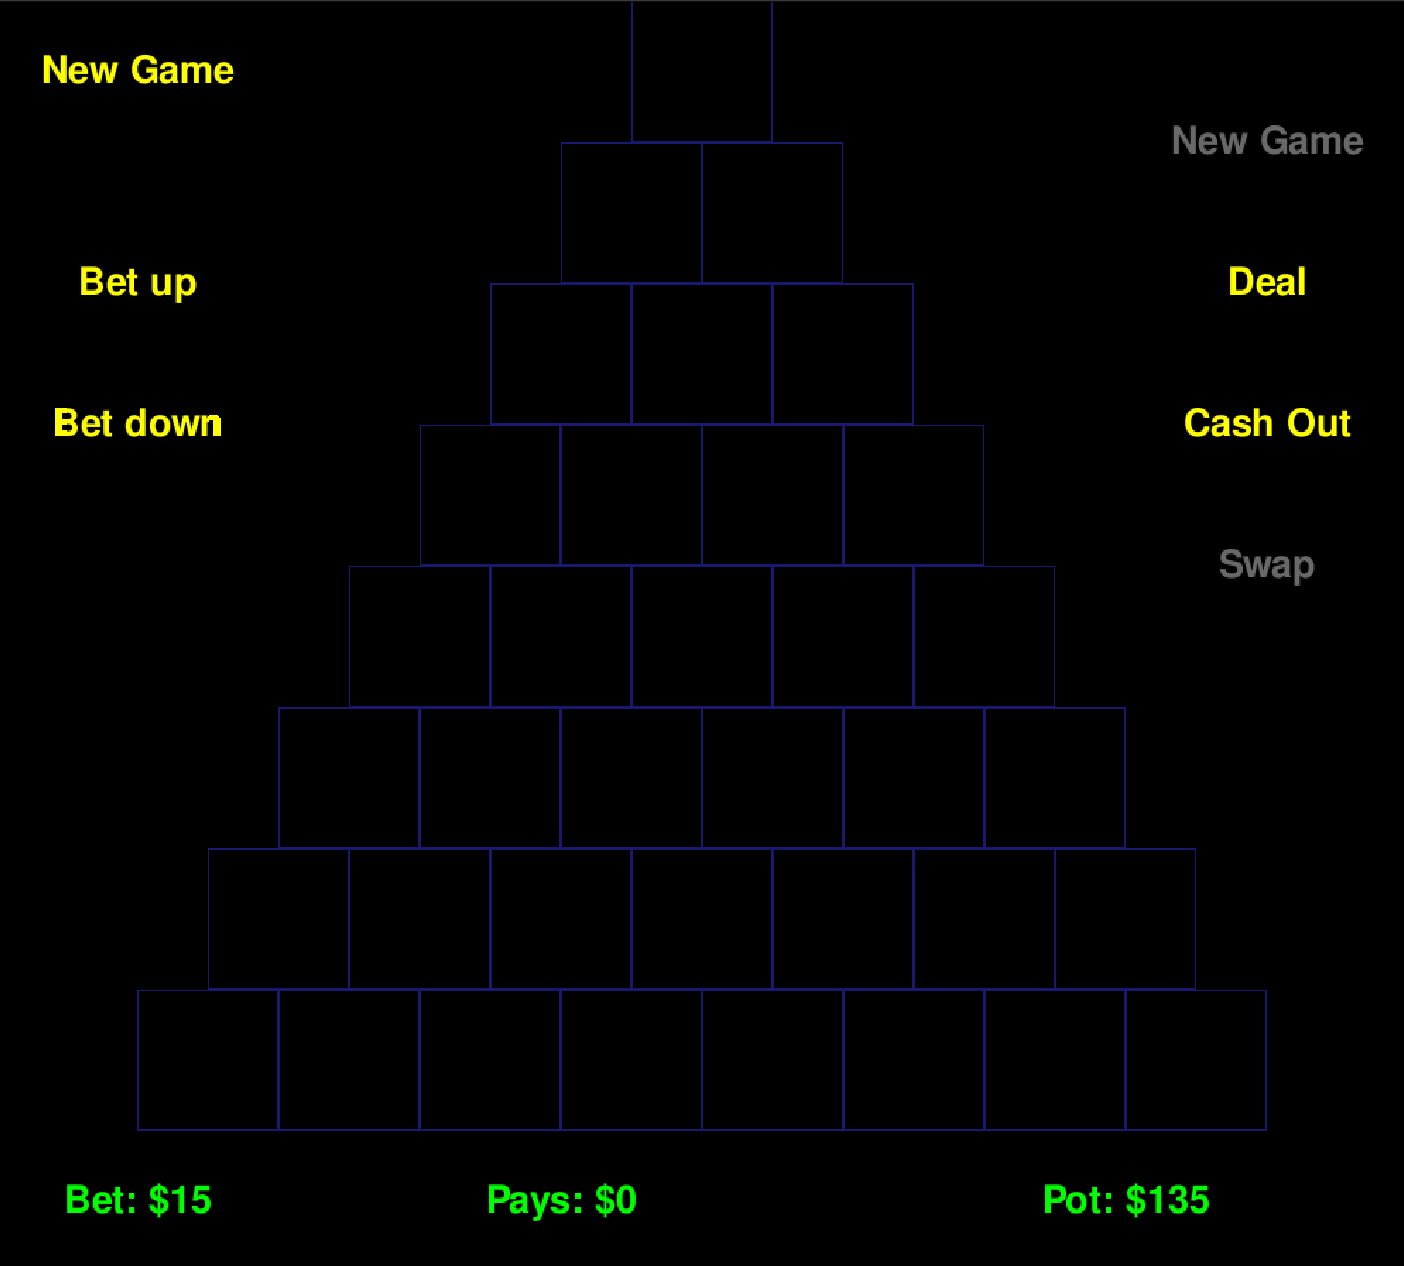 New Game
New Game
Bet up
Deal
Bet down
Cash Out
Swap
Bet: $15
Pays: $0
Pot: $135